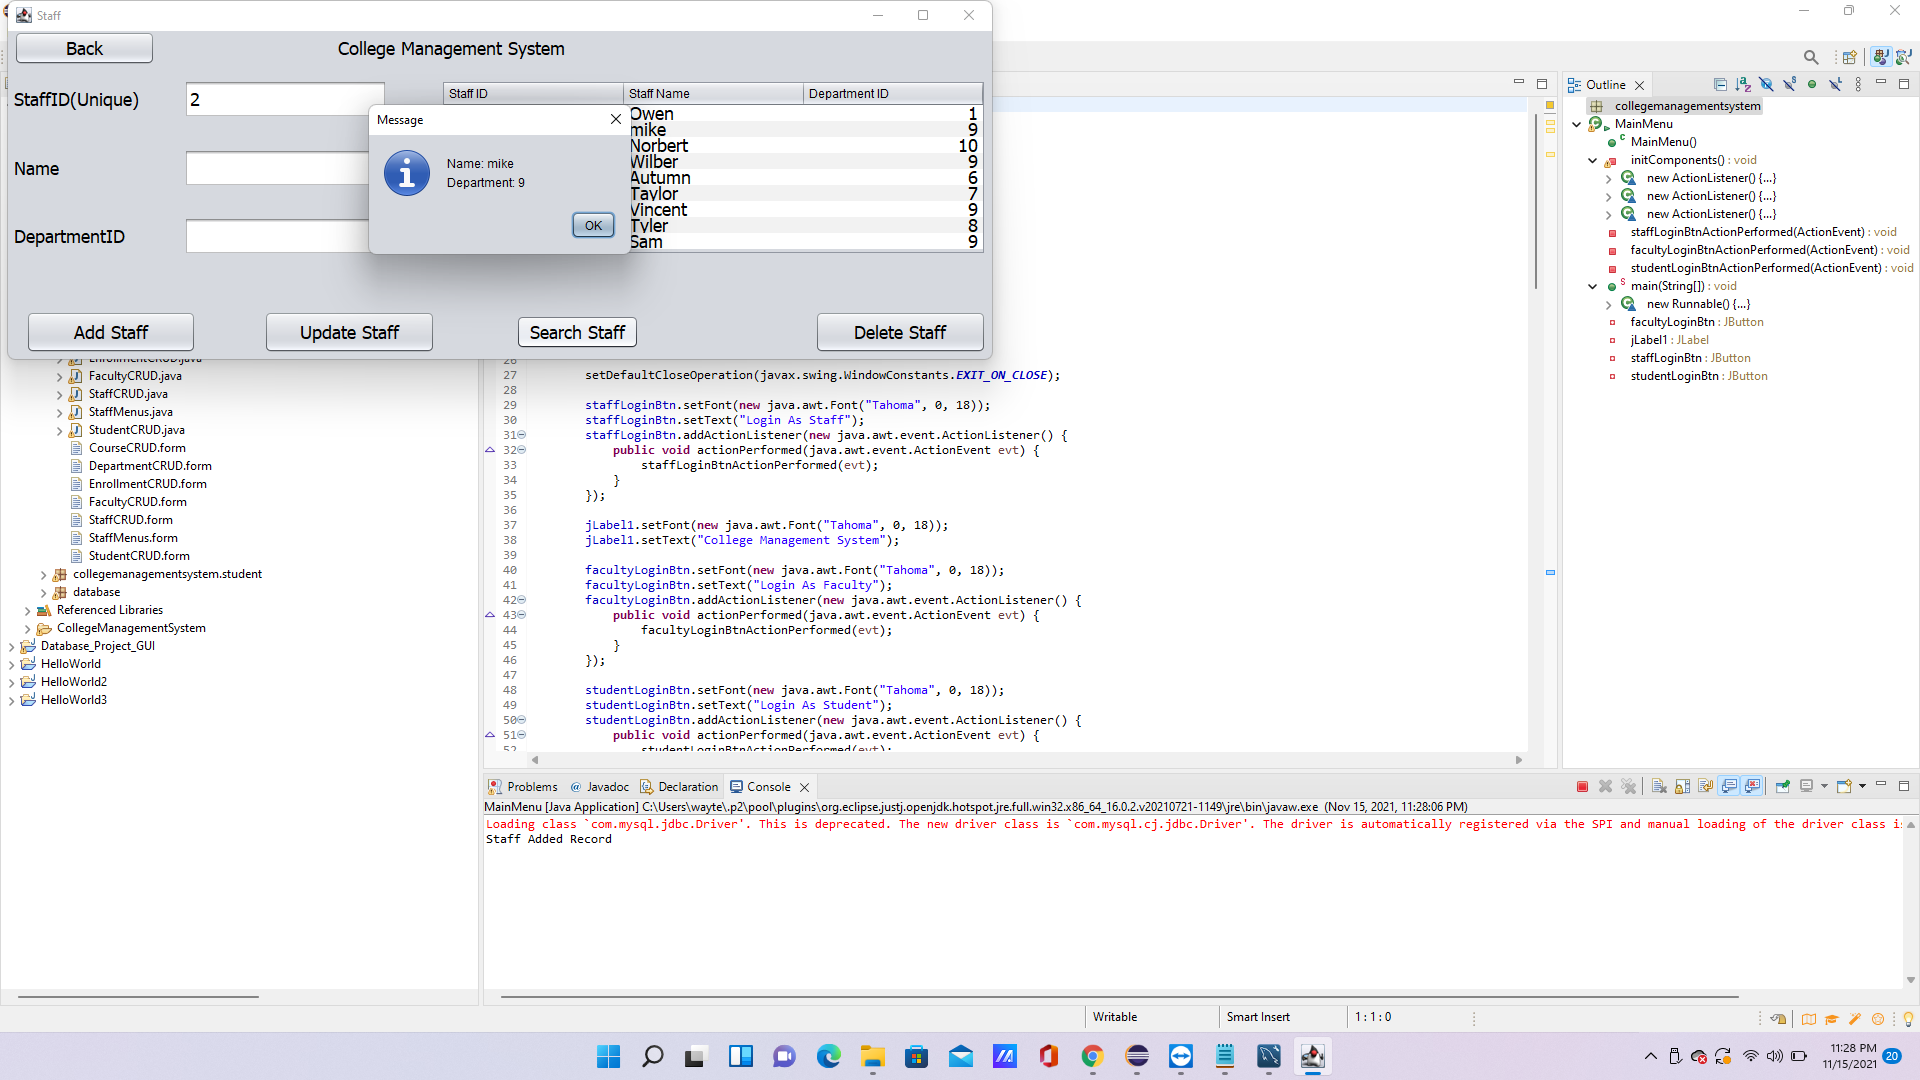 Staff
Back
College Management System
StaffID(Unique)
2
Name
DepartmentID
Staff ID
Staff Name
Department ID
Owen 1
mike 9
Norbert 10
Wilber 9
Autumn 6
Taylor 7
Vincent 9
Tyler 8
Sam 9
Message
Name: mike
Department: 9
OK
Add Staff
Update Staff
Search Staff
Delete Staff
EnrollmentCRUD.java
FacultyCRUD.java
StaffCRUD.java
StaffMenus.java
StudentCRUD.java
CourseCRUD.form
DepartmentCRUD.form
EnrollmentCRUD.form
FacultyCRUD.form
StaffCRUD.form
StaffMenus.form
StudentCRUD.form
collegemanagementsystem.student
database
Referenced Libraries
CollegeManagementSystem
Database_Project_GUI
HelloWorld
HelloWorld2
HelloWorld3
26
27 setDefaultCloseOperation(javax.swing.WindowConstants.EXIT_ON_CLOSE);
28
29 staffLoginBtn.setFont(new java.awt.Font("Tahoma", 0, 18));
30 staffLoginBtn.setText("Login As Staff");
31 staffLoginBtn.addActionListener(new java.awt.event.ActionListener() {
32 public void actionPerformed(java.awt.event.ActionEvent evt) {
33 staffLoginBtnActionPerformed(evt);
34 }
35 });
36
37 jLabel1.setFont(new java.awt.Font("Tahoma", 0, 18));
38 jLabel1.setText("College Management System");
39
40 facultyLoginBtn.setFont(new java.awt.Font("Tahoma", 0, 18));
41 facultyLoginBtn.setText("Login As Faculty");
42 facultyLoginBtn.addActionListener(new java.awt.event.ActionListener() {
43 public void actionPerformed(java.awt.event.ActionEvent evt) {
44 facultyLoginBtnActionPerformed(evt);
45 }
46 });
47
48 studentLoginBtn.setFont(new java.awt.Font("Tahoma", 0, 18));
49 studentLoginBtn.setText("Login As Student");
50 studentLoginBtn.addActionListener(new java.awt.event.ActionListener() {
51 public void actionPerformed(java.awt.event.ActionEvent evt) {
52 studentLoginBtnActionPerformed(evt);
Outline
collegemanagementsystem
MainMenu
MainMenu()
initComponents() : void
new ActionListener() {...}
new ActionListener() {...}
new ActionListener() {...}
staffLoginBtnActionPerformed(ActionEvent) : void
facultyLoginBtnActionPerformed(ActionEvent) : void
studentLoginBtnActionPerformed(ActionEvent) : void
main(String[]) : void
new Runnable() {...}
facultyLoginBtn : JButton
jLabel1 : JLabel
staffLoginBtn : JButton
studentLoginBtn : JButton
Problems
@ Javadoc
Declaration
Console
MainMenu [Java Application] C:\Users\wayte\.p2\pool\plugins\org.eclipse.justj.openjdk.hotspot.jre.full.win32.x86_64_16.0.2.v20210721-1149\jre\bin\javaw.exe (Nov 15, 2021, 11:28:06 PM)
Loading class `com.mysql.jdbc.Driver'. This is deprecated. The new driver class is `com.mysql.cj.jdbc.Driver'. The driver is automatically registered via the SPI and manual loading of the driver class i
Staff Added Record
Writable
Smart Insert
1 : 1 : 0
11:28 PM
11/15/2021
20